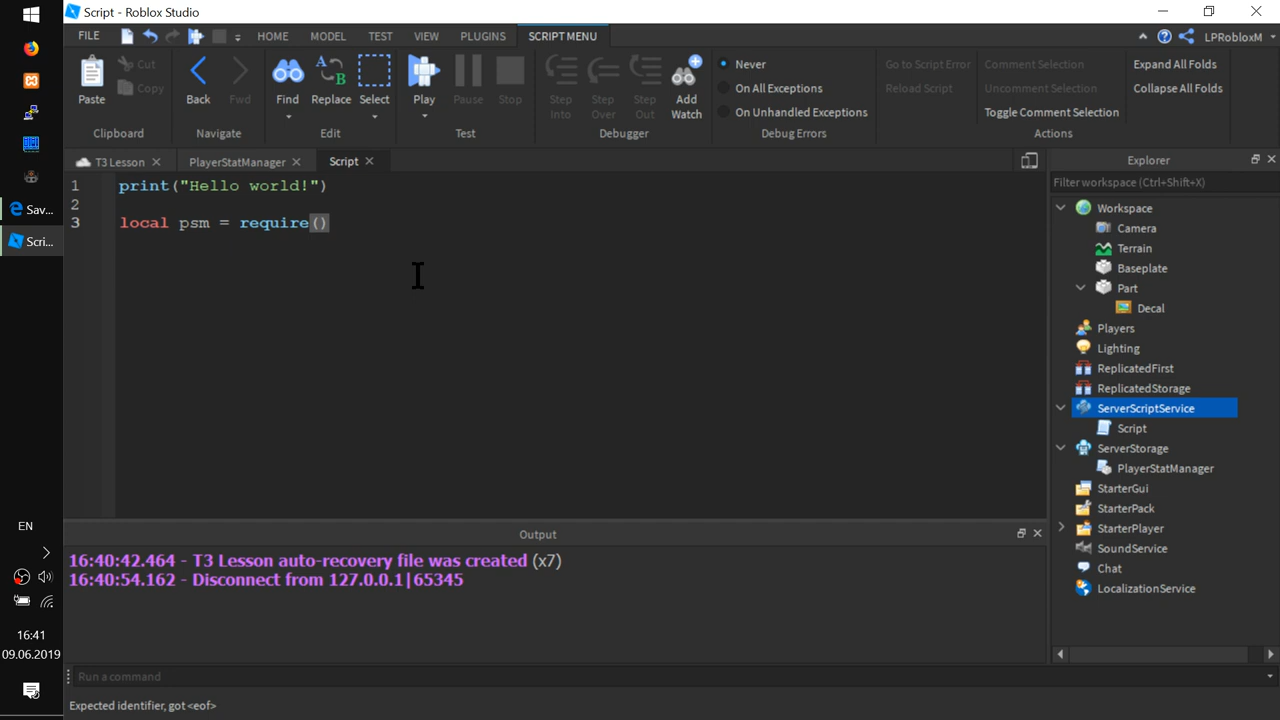 Script - Roblox Studio
FILE
HOME
MODEL
TEST
VIEW
PLUGINS
SCRIPT MENU
LPRobloxM
Paste
Cut
Copy
Clipboard
Back
Fwd
Navigate
Find
Replace
Select
Edit
Play
Pause
Stop
Test
Step Into
Step Over
Step Out
Add Watch
Debugger
Never
On All Exceptions
On Unhandled Exceptions
Debug Errors
Go to Script Error
Reload Script
Comment Selection
Uncomment Selection
Toggle Comment Selection
Expand All Folds
Collapse All Folds
Actions
T3 Lesson
PlayerStatManager
Script
1 print("Hello world!")
2
3 local psm = require()
Explorer
Filter workspace (Ctrl+Shift+X)
Workspace
Camera
Terrain
Baseplate
Part
Decal
Players
Lighting
ReplicatedFirst
ReplicatedStorage
ServerScriptService
Script
ServerStorage
PlayerStatManager
StarterGui
StarterPack
StarterPlayer
SoundService
Chat
LocalizationService
Output
16:40:42.464 - T3 Lesson auto-recovery file was created (x7)
16:40:54.162 - Disconnect from 127.0.0.1|65345
Run a command
Expected identifier, got <eof>
Sav...
Scri...
EN
16:41
09.06.2019